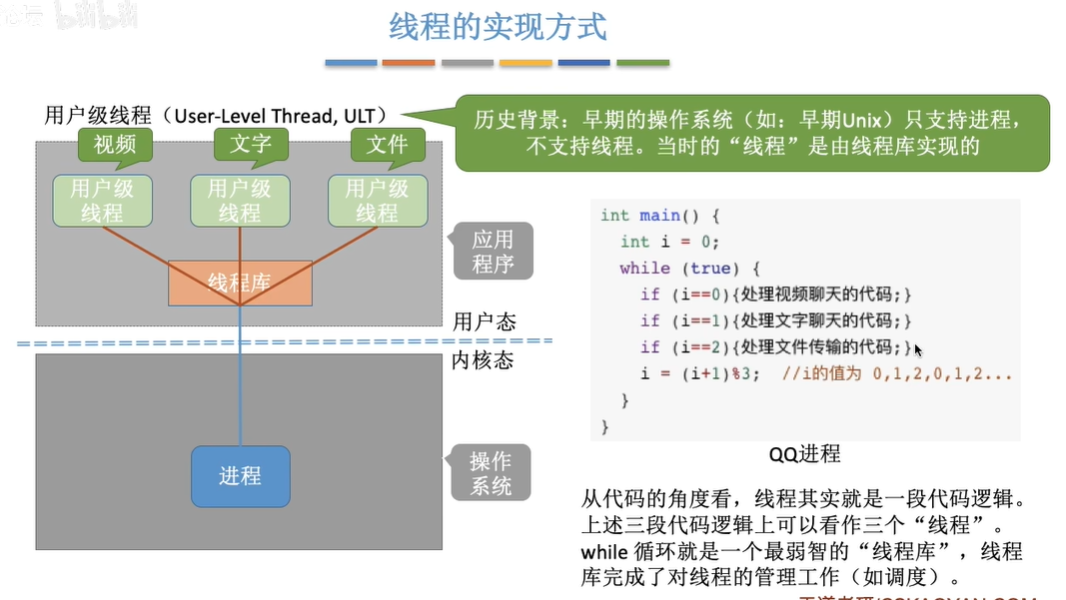 bilibili
线程的实现方式
用户级线程（User-Level Thread, ULT）
历史背景：早期的操作系统（如：早期Unix）只支持进程，
不支持线程。当时的“线程”是由线程库实现的
视频
文字
文件
用户级
线程
用户级
线程
用户级
线程
线程库
应用
程序
用户态
内核态
进程
操作
系统
int main() {
int i = 0;
while (true) {
if (i==0){处理视频聊天的代码;}
if (i==1){处理文字聊天的代码;}
if (i==2){处理文件传输的代码;}
i = (i+1)%3; //i的值为 0,1,2,0,1,2...
}
}
QQ进程
从代码的角度看，线程其实就是一段代码逻辑。
上述三段代码逻辑上可以看作三个“线程”。
while 循环就是一个最弱智的“线程库”，线程
库完成了对线程的管理工作（如调度）。